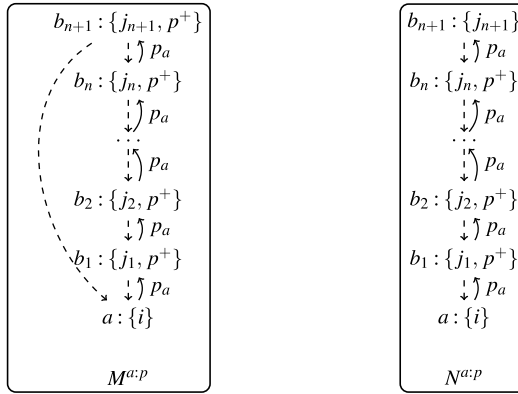 b_{n+1} : {j_{n+1}, p^+} b_{n+1} : {j_{n+1}}
p_a p_a
b_n : {j_n, p^+} b_n : {j_n, p^+}
p_a p_a
··· ···
p_a p_a
b_2 : {j_2, p^+} b_2 : {j_2, p^+}
p_a p_a
b_1 : {j_1, p^+} b_1 : {j_1, p^+}
p_a p_a
a : {i} a : {i}
M^{a:p} N^{a:p}